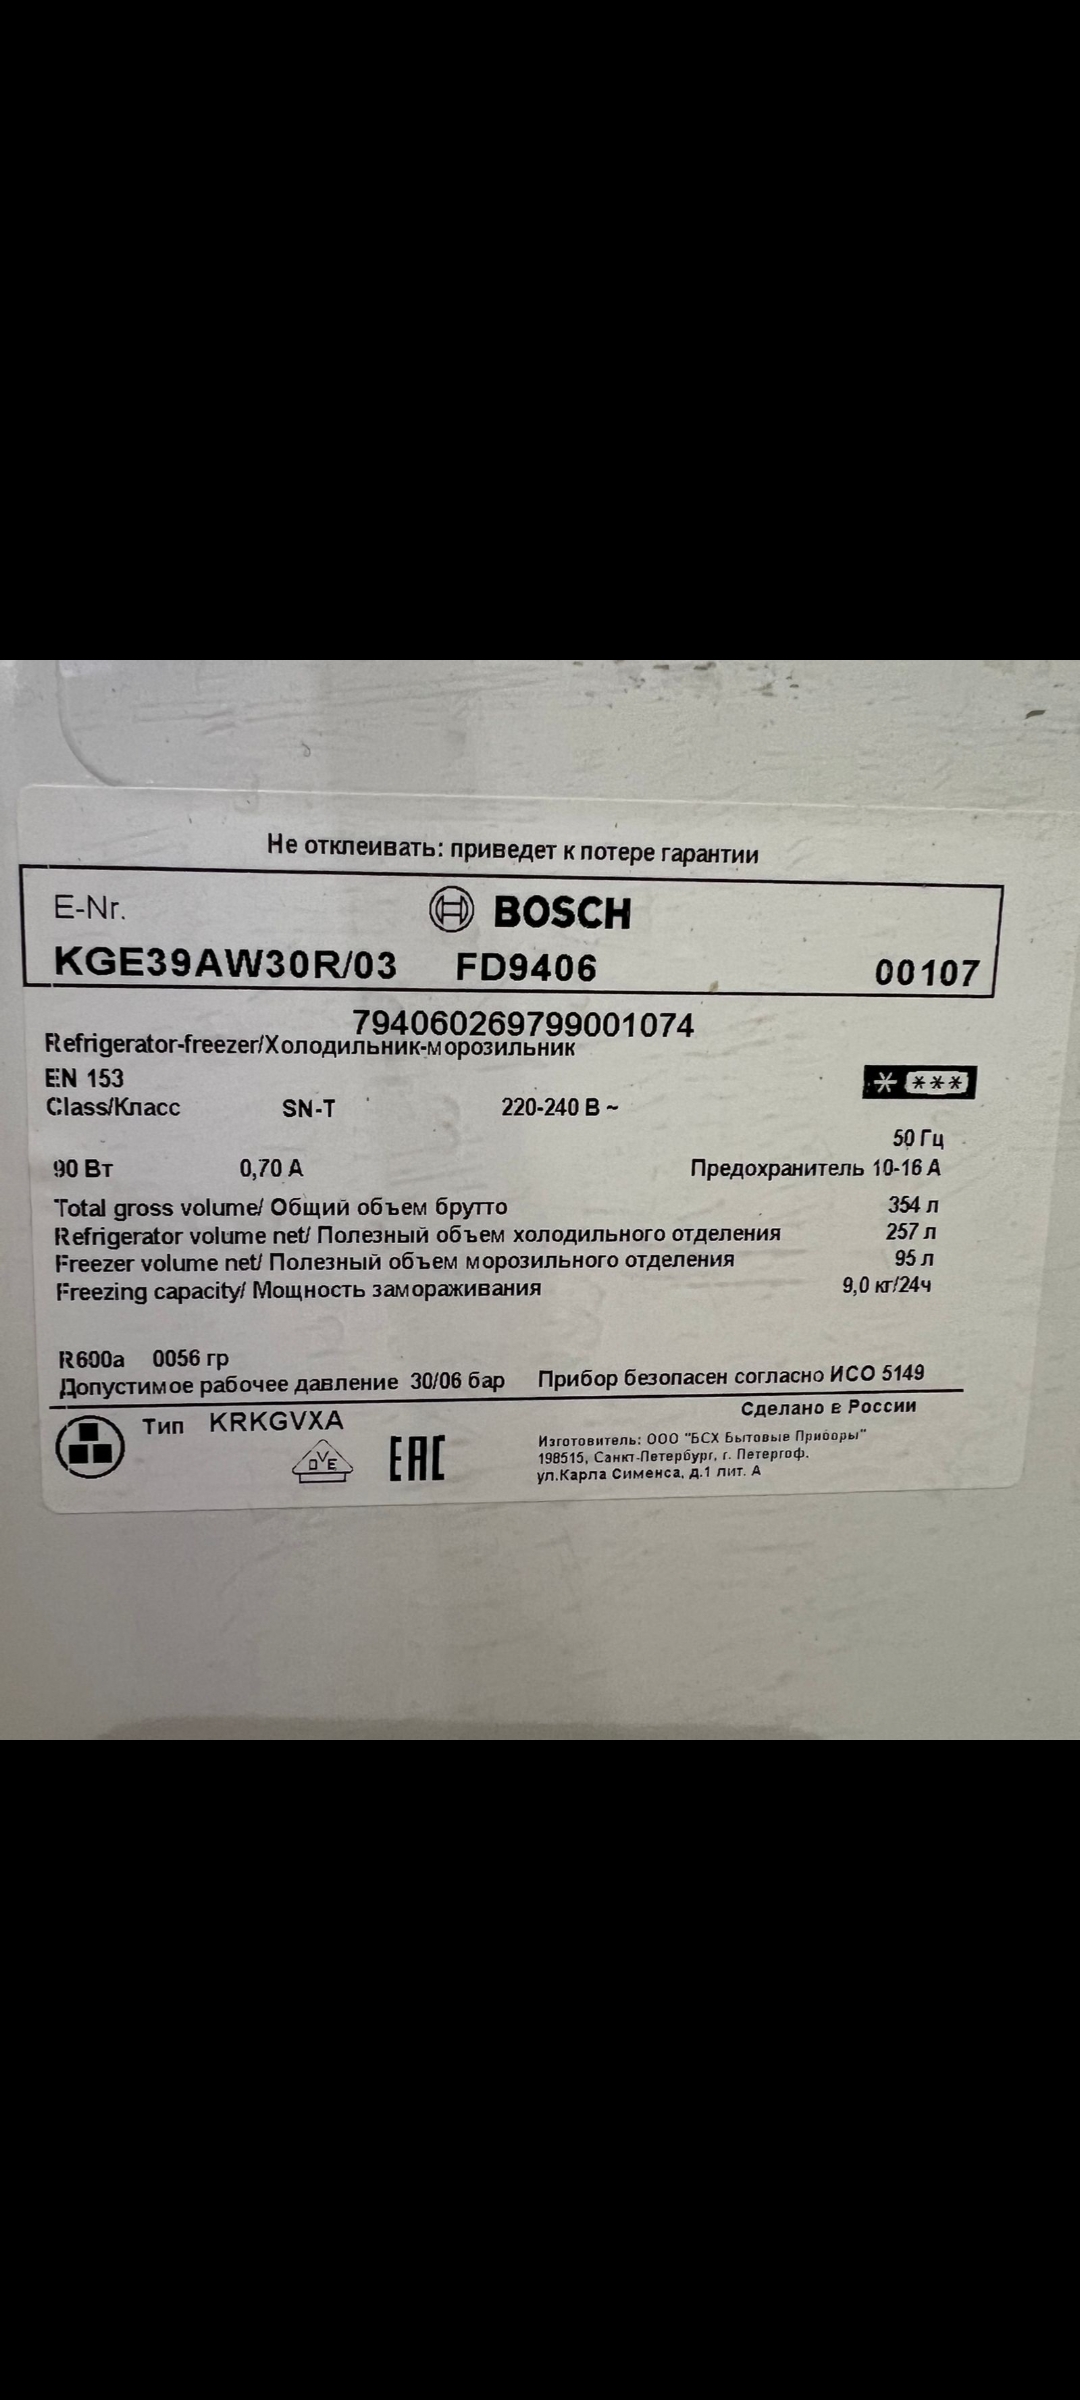 Не отклеивать: приведет к потере гарантии
E-Nr. BOSCH
KGE39AW30R/03 FD9406 00107
794060269799001074
Refrigerator-freezer/Холодильник-морозильник
EN 153
Class/Класс SN-T 220-240 В ~
* ***
50 Гц
90 Вт 0,70 А Предохранитель 10-16 А
Total gross volume/ Общий объем брутто 354 л
Refrigerator volume net/ Полезный объем холодильного отделения 257 л
Freezer volume net/ Полезный объем морозильного отделения 95 л
Freezing capacity/ Мощность замораживания 9,0 кг/24ч
R600a 0056 гр
Допустимое рабочее давление 30/06 бар Прибор безопасен согласно ИСО 5149
Сделано в России
Тип KRKGVXA
DVE EAC
Изготовитель: ООО "БСХ Бытовые Приборы"
198515, Санкт-Петербург, г. Петергоф.
ул.Карла Сименса, д.1 лит. А